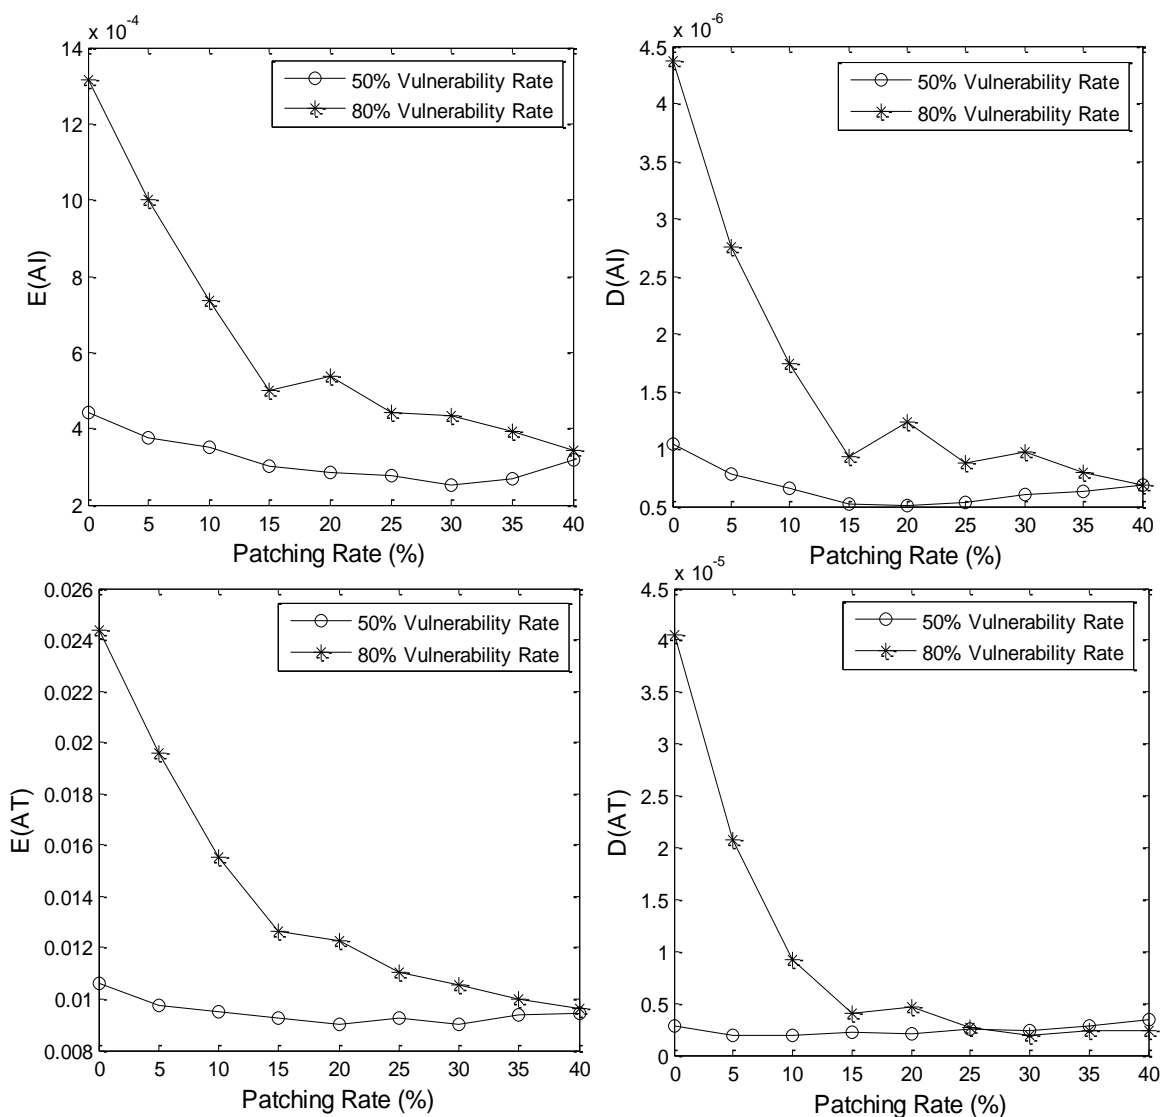 x 10^-4
14
12
10
8
6
4
2
E(AI)
50% Vulnerability Rate
80% Vulnerability Rate
0 5 10 15 20 25 30 35 40
Patching Rate (%)
x 10^-6
4.5
4
3.5
3
2.5
2
1.5
1
0.5
D(AI)
50% Vulnerability Rate
80% Vulnerability Rate
0 5 10 15 20 25 30 35 40
Patching Rate (%)
0.026
0.024
0.022
0.02
0.018
0.016
0.014
0.012
0.01
0.008
E(AT)
50% Vulnerability Rate
80% Vulnerability Rate
0 5 10 15 20 25 30 35 40
Patching Rate (%)
x 10^-5
4.5
4
3.5
3
2.5
2
1.5
1
0.5
0
D(AT)
50% Vulnerability Rate
80% Vulnerability Rate
0 5 10 15 20 25 30 35 40
Patching Rate (%)